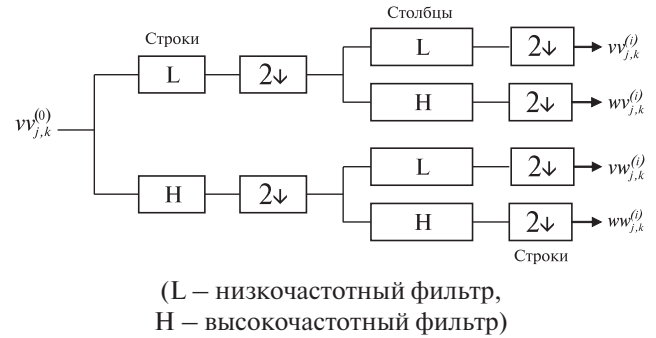 Столбцы
Строки
L 2↓ L 2↓ vv_{j,k}^{(i)}
H 2↓ wv_{j,k}^{(i)}
vv_{j,k}^{(0)}
H 2↓ L 2↓ vw_{j,k}^{(i)}
H 2↓ ww_{j,k}^{(i)}
Строки
(L – низкочастотный фильтр,
H – высокочастотный фильтр)